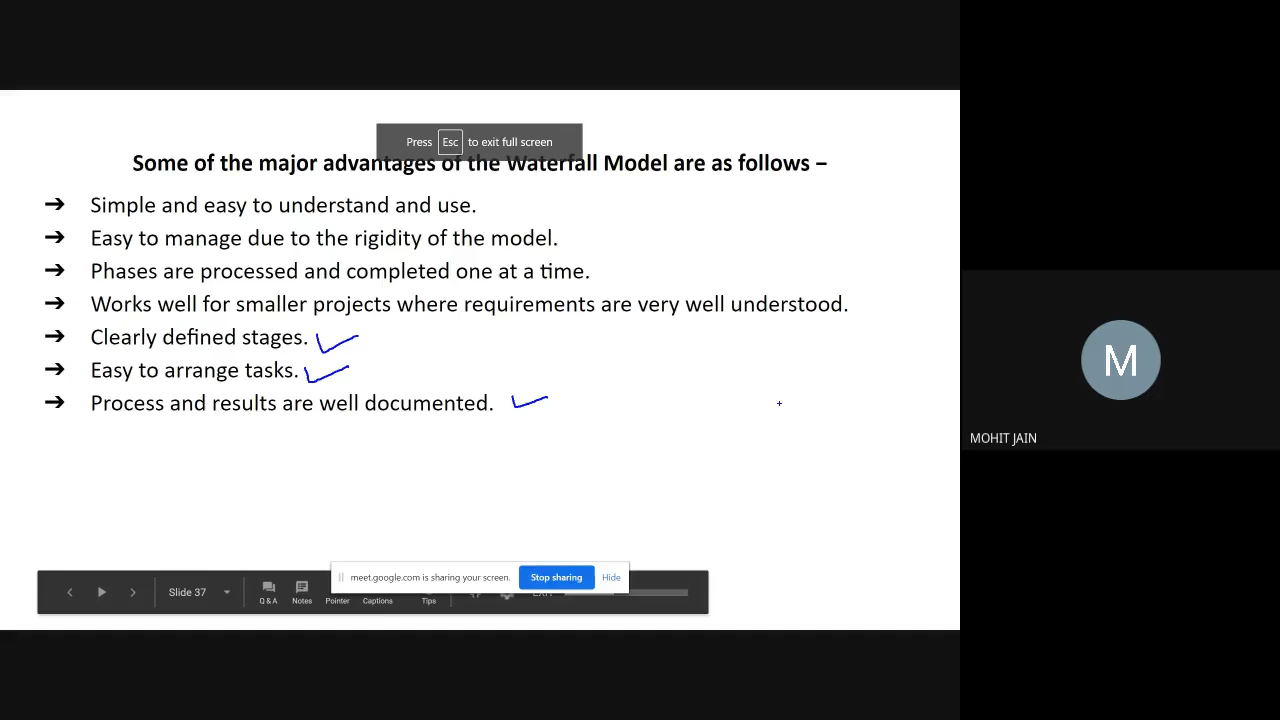 Press Esc to exit full screen
Some of the major advantages of the Waterfall Model are as follows –
➔ Simple and easy to understand and use.
➔ Easy to manage due to the rigidity of the model.
➔ Phases are processed and completed one at a time.
➔ Works well for smaller projects where requirements are very well understood.
➔ Clearly defined stages.
➔ Easy to arrange tasks.
➔ Process and results are well documented.
M
MOHIT JAIN
meet.google.com is sharing your screen. Stop sharing Hide
Slide 37
Q & A Notes Pointer Captions Tips EXIT